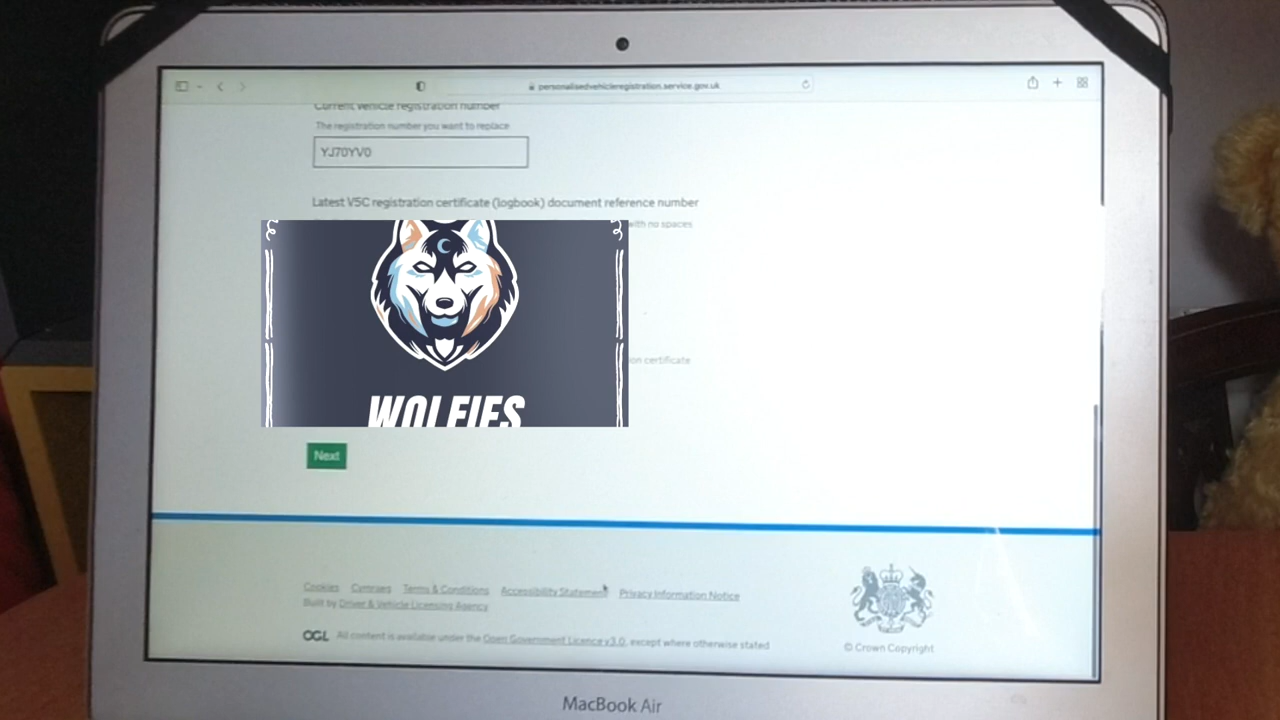 personalisedvehicleregistration.service.gov.uk
Current vehicle registration number
The registration number you want to replace
YJ70YV0
Latest V5C registration certificate (logbook) document reference number
with no spaces
on certificate
WOLFIES
Next
Cookies Cymraeg Terms & Conditions Accessibility Statement Privacy Information Notice
Built by Driver & Vehicle Licensing Agency
OGL All content is available under the Open Government Licence v3.0, except where otherwise stated
© Crown Copyright
MacBook Air